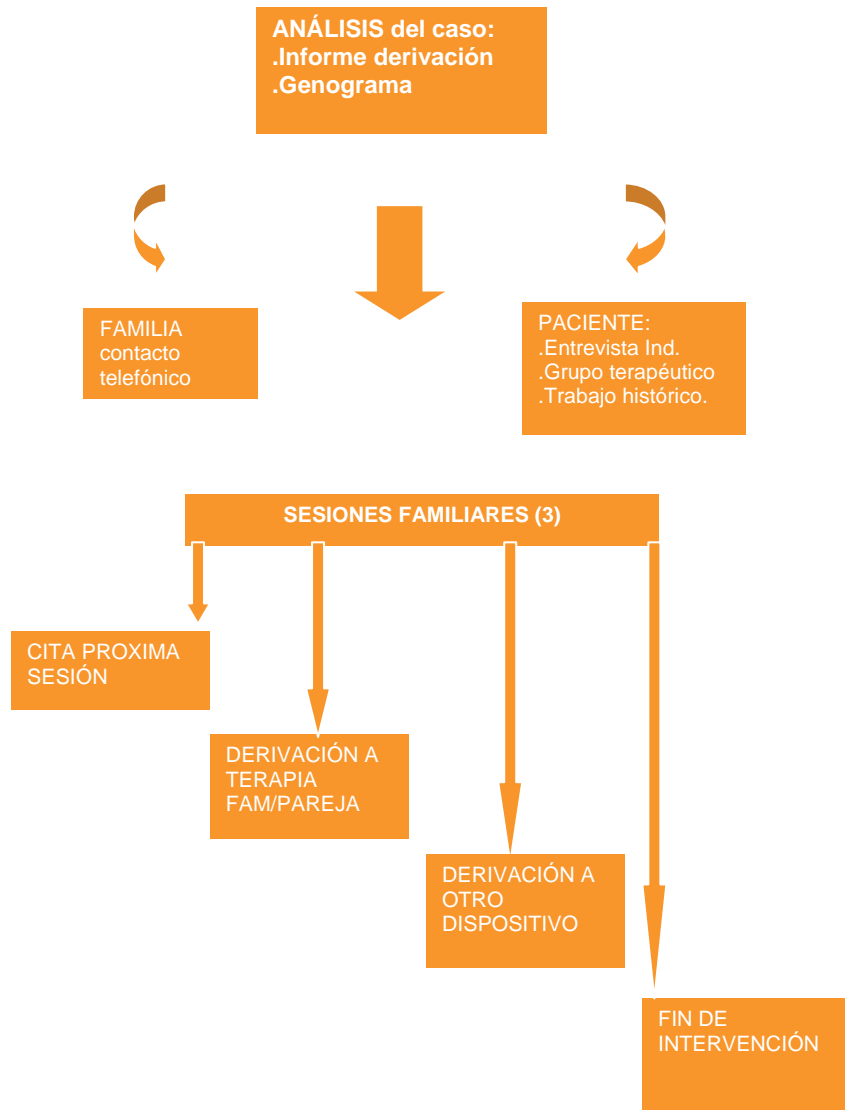 ANÁLISIS del caso:
.Informe derivación
.Genograma
FAMILIA
contacto
telefónico
PACIENTE:
.Entrevista Ind.
.Grupo terapéutico
.Trabajo histórico.
SESIONES FAMILIARES (3)
CITA PROXIMA
SESIÓN
DERIVACIÓN A
TERAPIA
FAM/PAREJA
DERIVACIÓN A
OTRO
DISPOSITIVO
FIN DE
INTERVENCIÓN